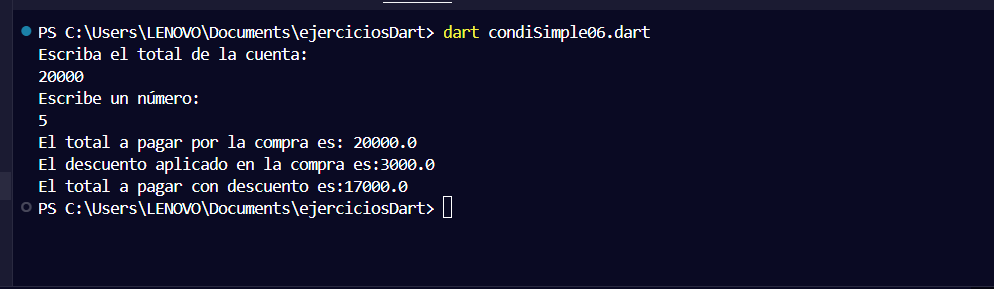 PS C:\Users\LENOVO\Documents\ejerciciosDart> dart condiSimple06.dart
Escriba el total de la cuenta:
20000
Escribe un número:
5
El total a pagar por la compra es: 20000.0
El descuento aplicado en la compra es:3000.0
El total a pagar con descuento es:17000.0
PS C:\Users\LENOVO\Documents\ejerciciosDart>